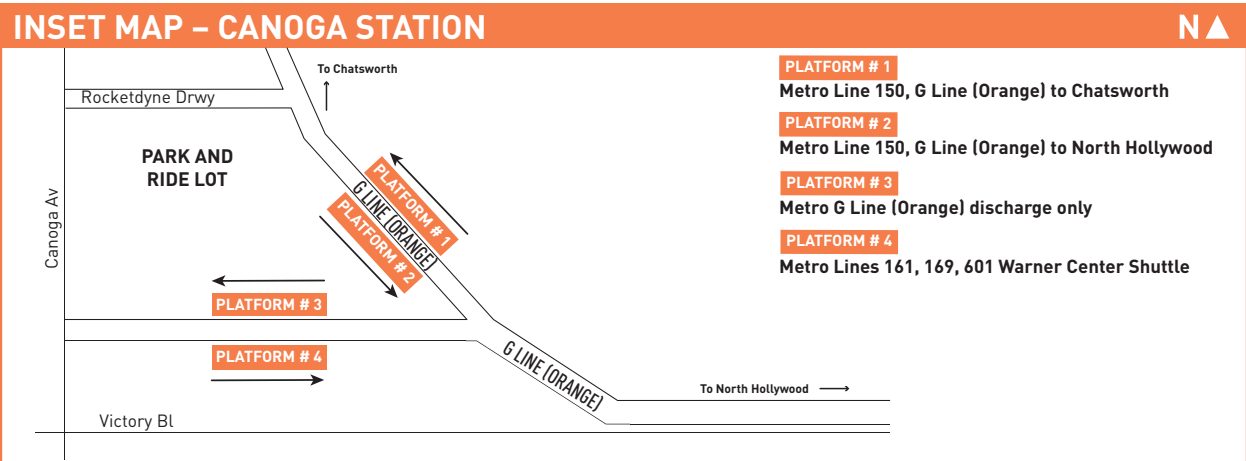 INSET MAP – CANOGA STATION
N
To Chatsworth
Rocketdyne Drwy
PARK AND
RIDE LOT
Canoga Av
PLATFORM # 1
G LINE (ORANGE)
PLATFORM # 2
PLATFORM # 3
PLATFORM # 4
G LINE (ORANGE)
To North Hollywood
Victory Bl
PLATFORM # 1
Metro Line 150, G Line (Orange) to Chatsworth
PLATFORM # 2
Metro Line 150, G Line (Orange) to North Hollywood
PLATFORM # 3
Metro G Line (Orange) discharge only
PLATFORM # 4
Metro Lines 161, 169, 601 Warner Center Shuttle